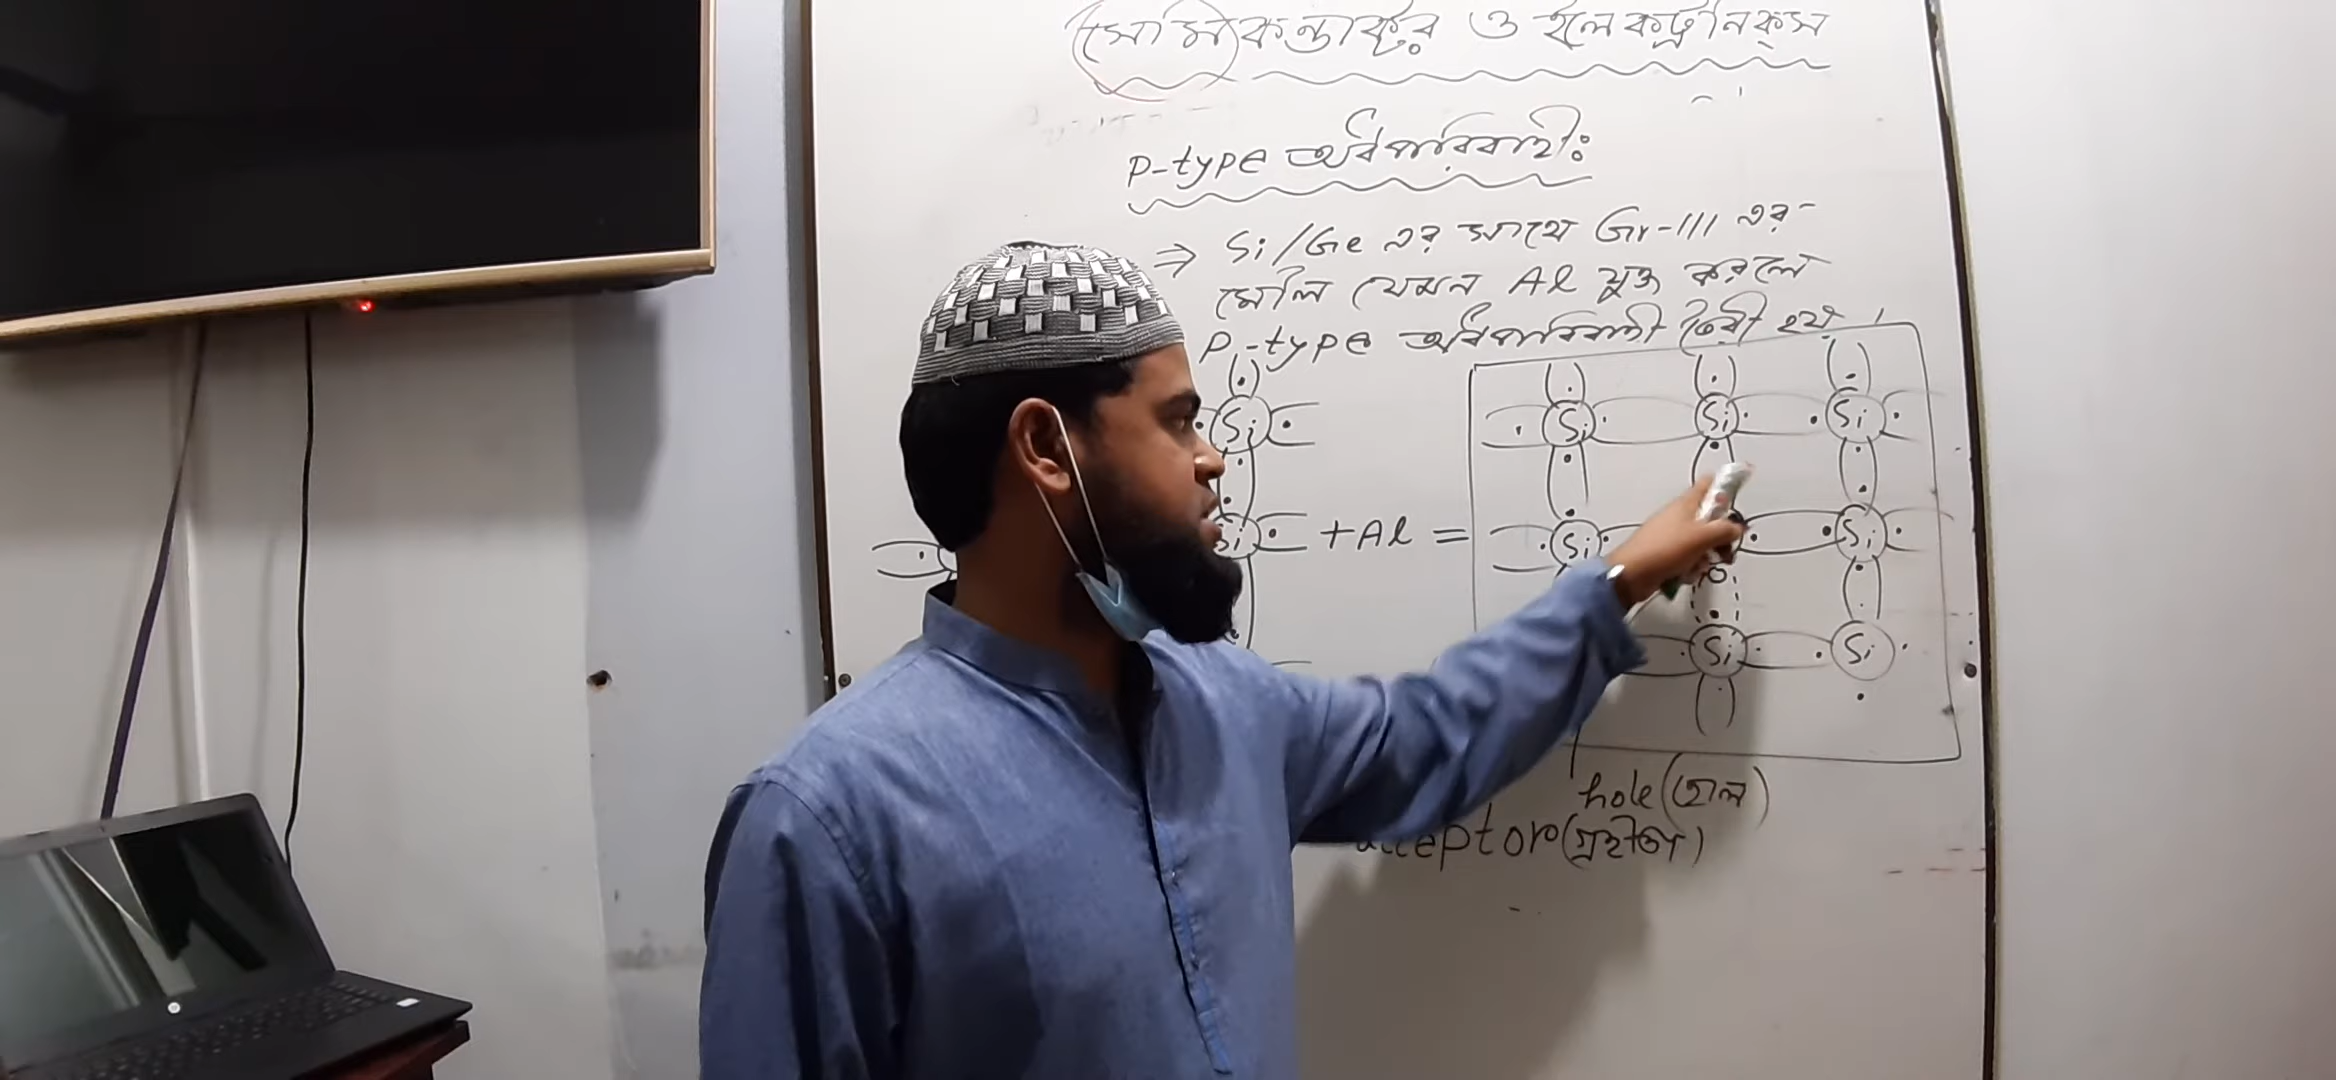 সেমিকন্ডাক্টর ও ইলেকট্রনিক্স
P-type অর্ধপরিবাহী:
⇒ Si/Ge এর সাথে Gr-III এর
মৌল যেমন Al যুক্ত করলে
P-type অর্ধপরিবাহী তৈরী হয়।
Si Si Si Si
Si + Al = Si Si
Si Si
hole (হোল)
acceptor (গ্রহীতা)